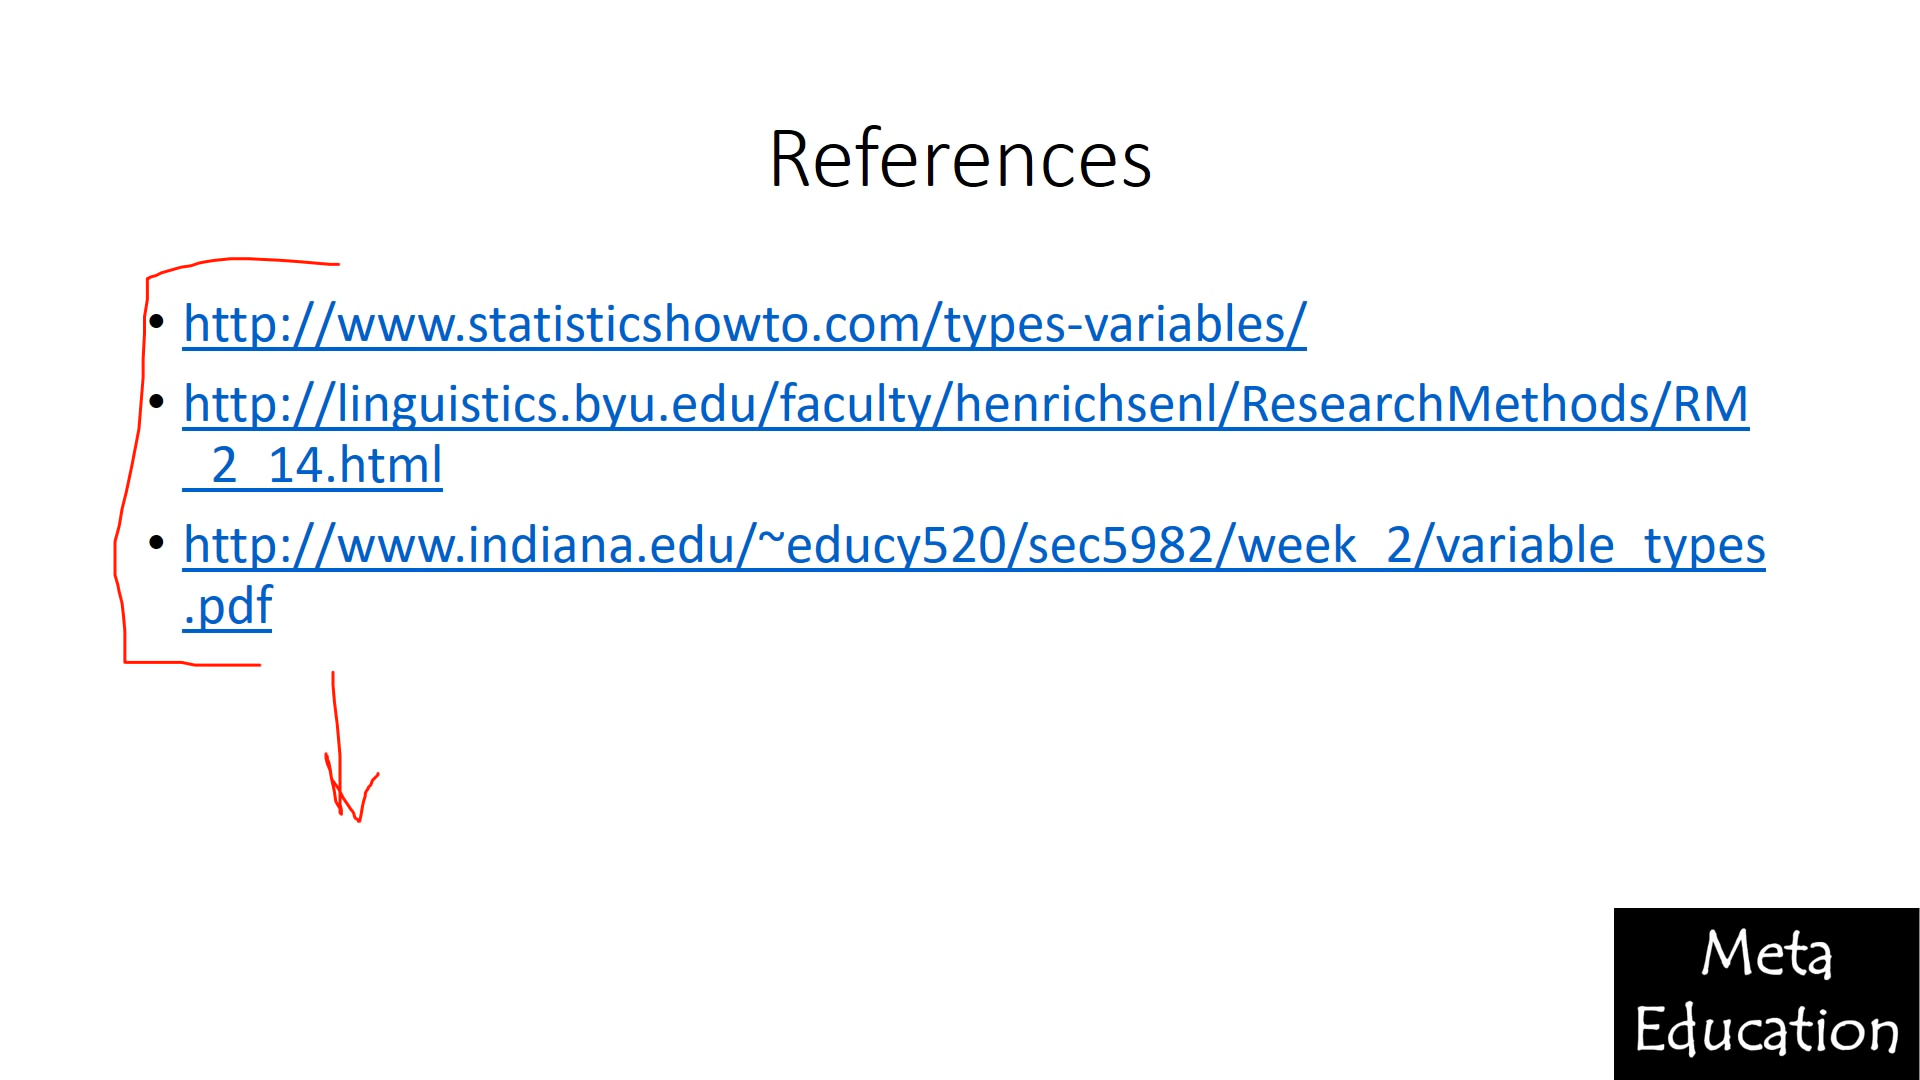 References
• http://www.statisticshowto.com/types-variables/
• http://linguistics.byu.edu/faculty/henrichsenl/ResearchMethods/RM
_2_14.html
• http://www.indiana.edu/~educy520/sec5982/week_2/variable_types
.pdf
Meta
Education